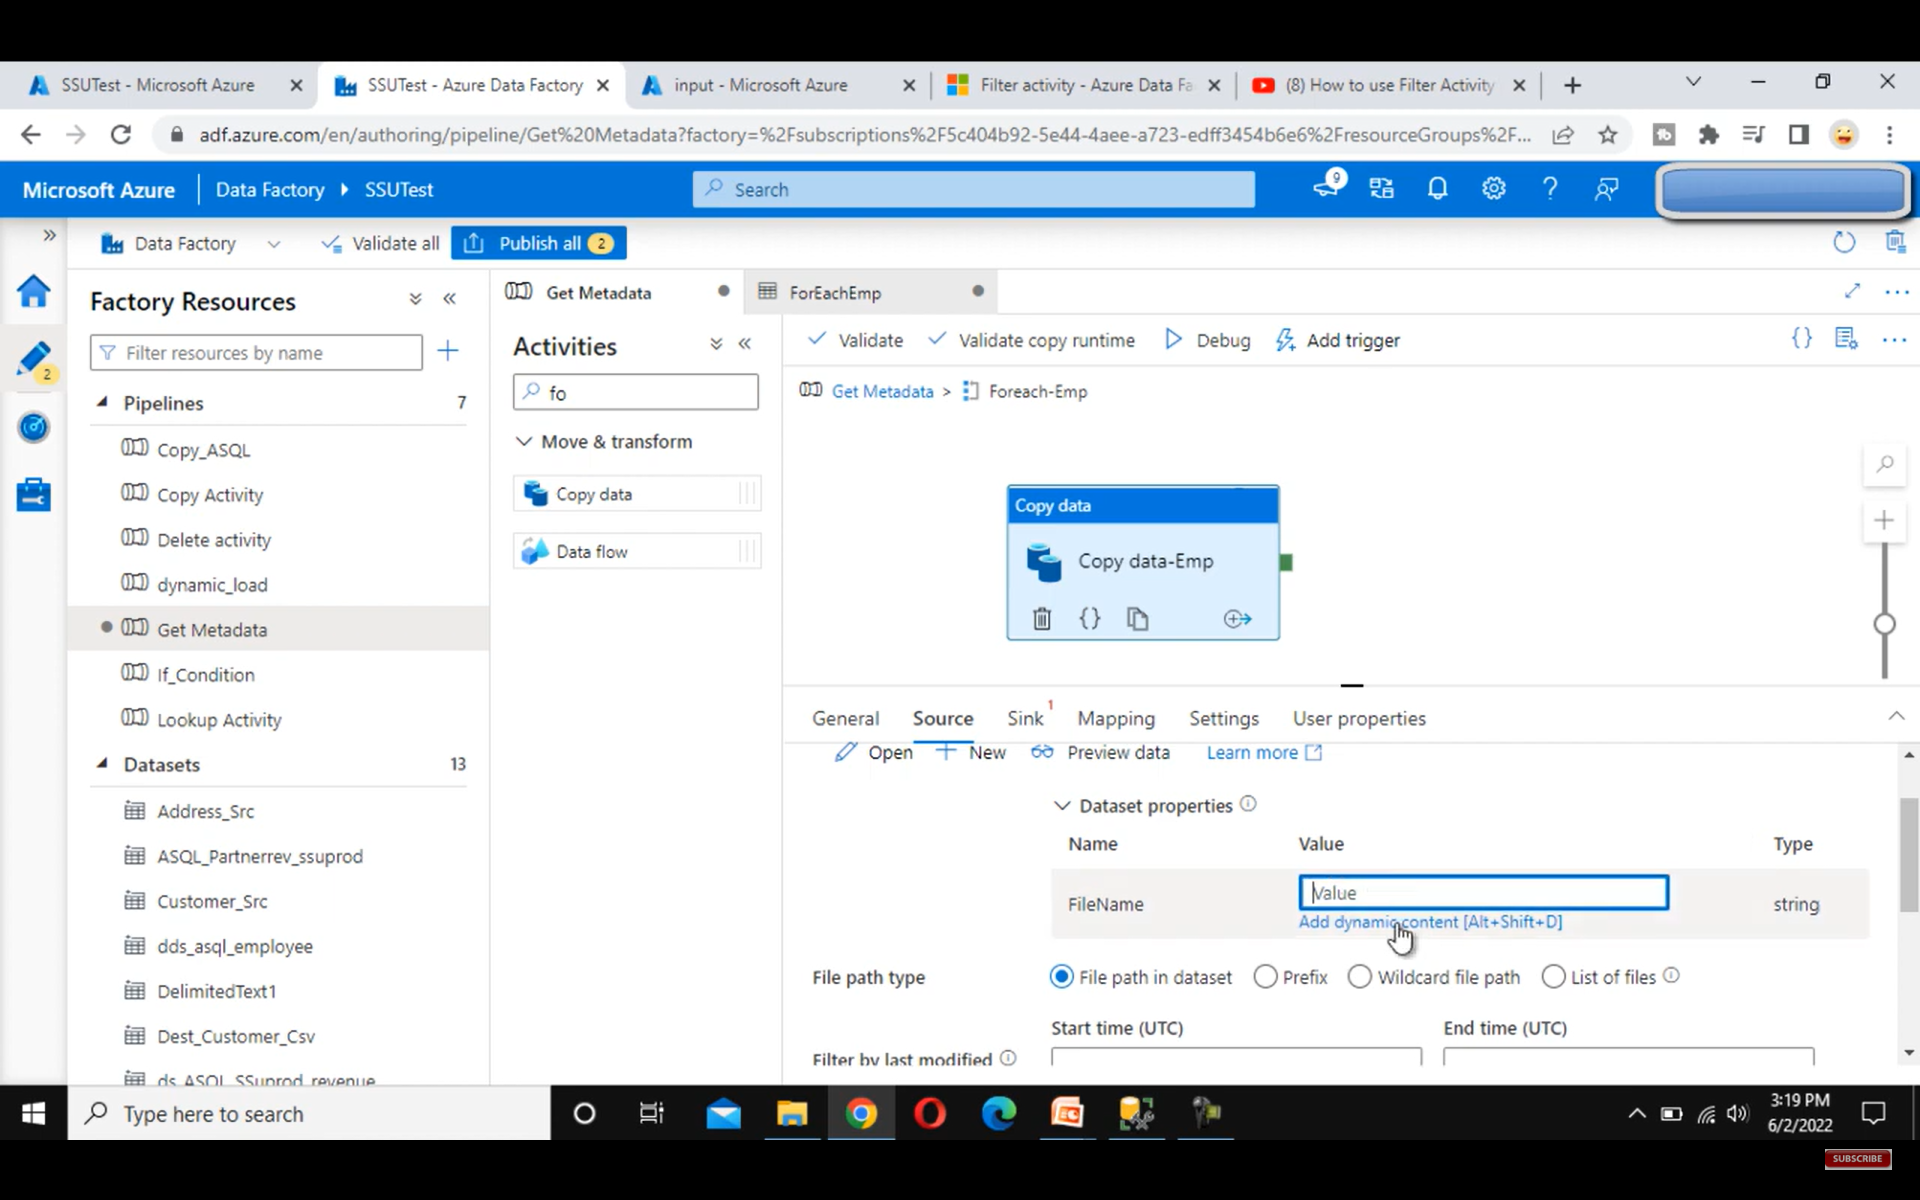 SSUTest - Microsoft Azure
SSUTest - Azure Data Factory
input - Microsoft Azure
Filter activity - Azure Data Fa
(8) How to use Filter Activity
adf.azure.com/en/authoring/pipeline/Get%20Metadata?factory=%2Fsubscriptions%2F5c404b92-5e44-4aee-a723-edff3454b6e6%2FresourceGroups%2F...
Microsoft Azure
Data Factory
SSUTest
Search
9
Data Factory
Validate all
Publish all 2
Factory Resources
Filter resources by name
2
Pipelines 7
Copy_ASQL
Copy Activity
Delete activity
dynamic_load
Get Metadata
If_Condition
Lookup Activity
Datasets 13
Address_Src
ASQL_Partnerrev_ssuprod
Customer_Src
dds_asql_employee
DelimitedText1
Dest_Customer_Csv
ds_ASQL_SSuprod_revenue
Get Metadata
ForEachEmp
Activities
fo
Move & transform
Copy data
Data flow
Validate
Validate copy runtime
Debug
Add trigger
Get Metadata > Foreach-Emp
Copy data
Copy data-Emp
General
Source
Sink 1
Mapping
Settings
User properties
Open
New
Preview data
Learn more
Dataset properties
Name Value Type
FileName Value string
Add dynamic content [Alt+Shift+D]
File path type
File path in dataset
Prefix
Wildcard file path
List of files
Start time (UTC)
End time (UTC)
Filter by last modified
Type here to search
3:19 PM
6/2/2022
SUBSCRIBE